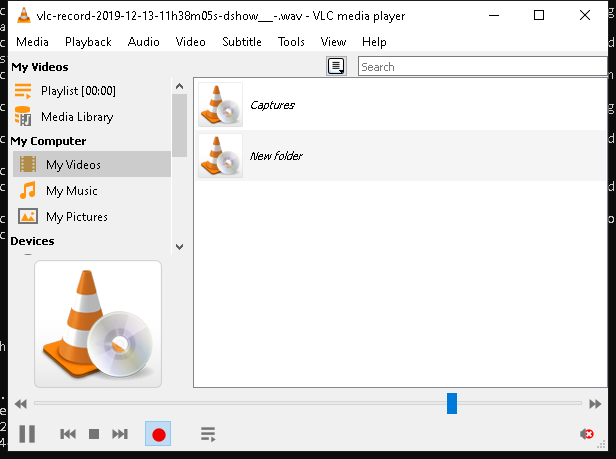 vlc-record-2019-12-13-11h38m05s-dshow__-.wav - VLC media player
Media Playback Audio Video Subtitle Tools View Help
My Videos
Search
Playlist [00:00]
Media Library
My Computer
My Videos
My Music
My Pictures
Devices
Captures
New folder